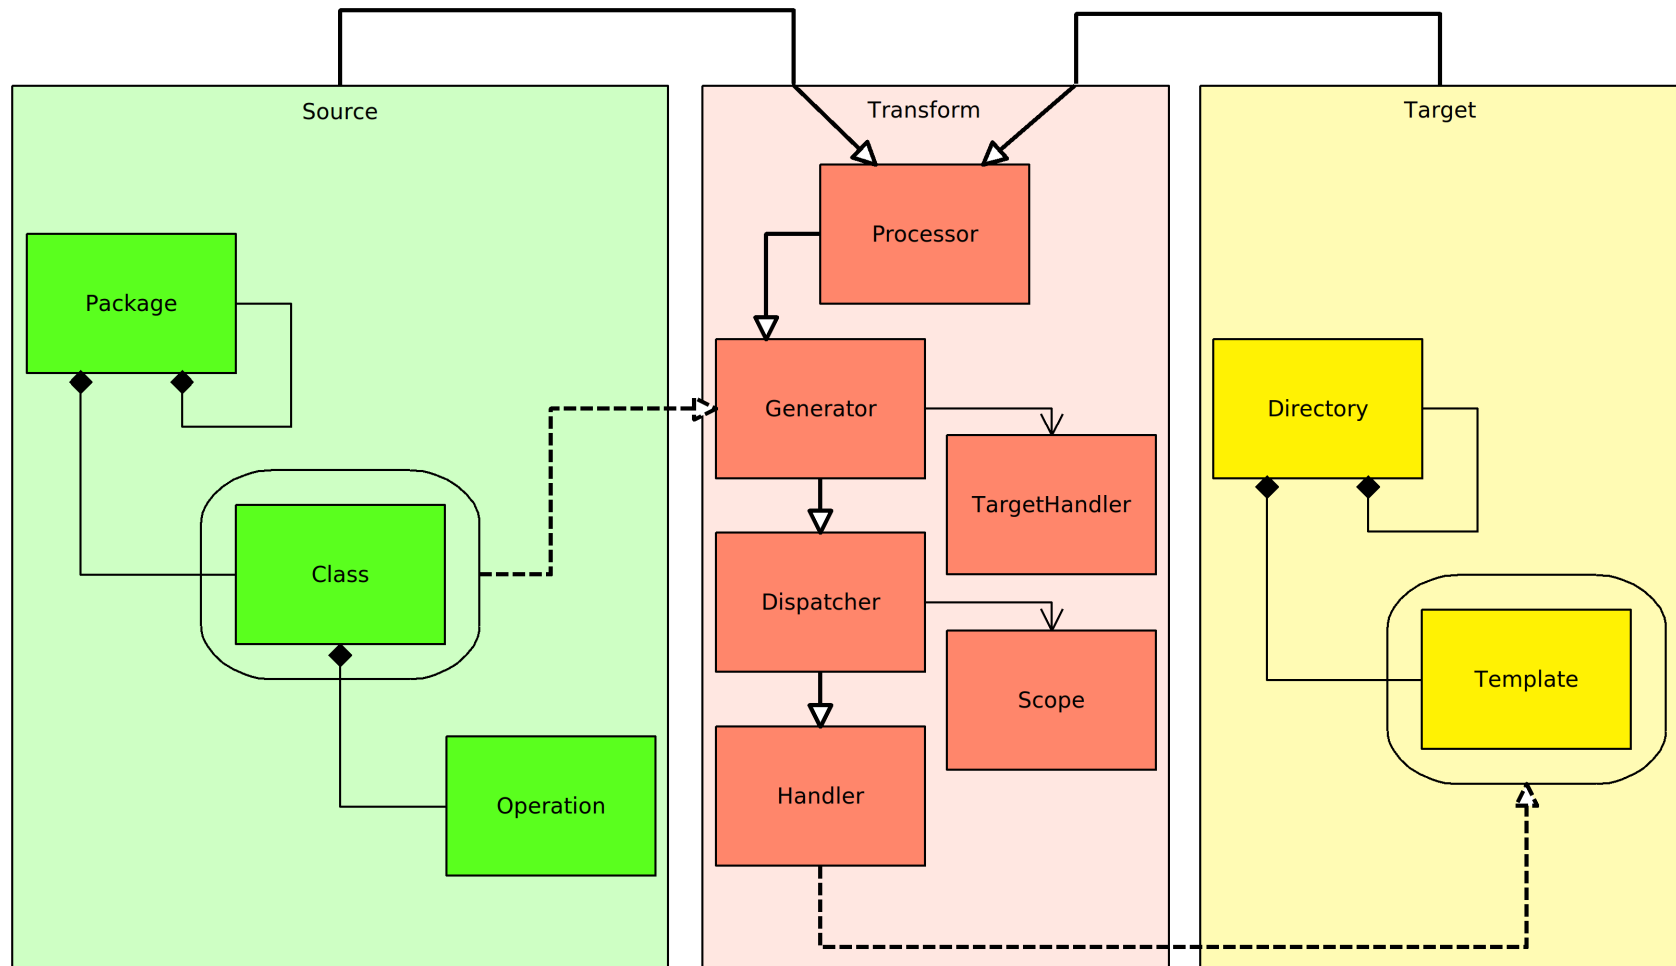 Source
Transform
Target
Processor
Package
Generator
Directory
TargetHandler
Class
Dispatcher
Template
Scope
Handler
Operation